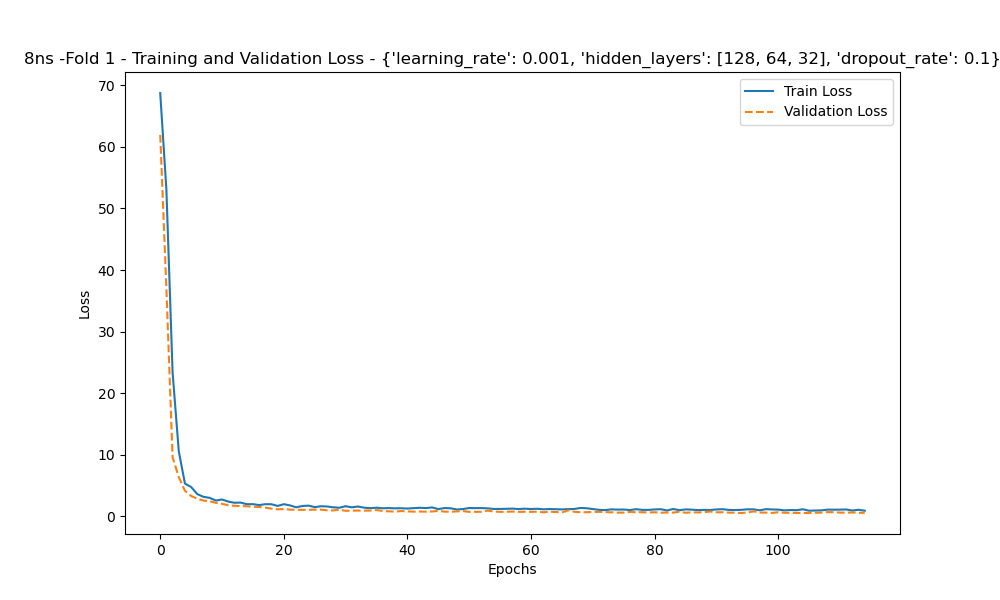 8ns -Fold 1 - Training and Validation Loss - {'learning_rate': 0.001, 'hidden_layers': [128, 64, 32], 'dropout_rate': 0.1}
Train Loss
Validation Loss
70
60
50
40
30
20
10
0
Loss
0 20 40 60 80 100
Epochs